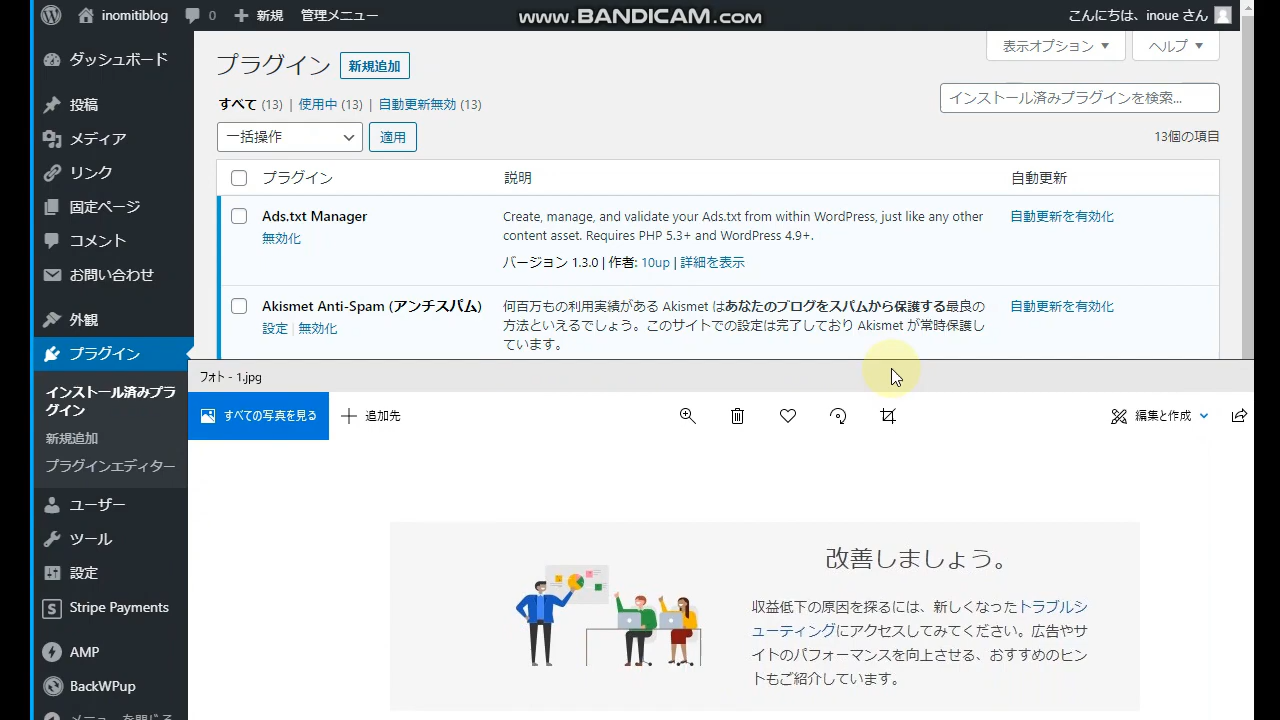 inomitiblog 0 新規 管理メニュー www.BANDICAM.com こんにちは、inoue さん
ダッシュボード
投稿
メディア
リンク
固定ページ
コメント
お問い合わせ
外観
プラグイン
インストール済みプラ
グイン
新規追加
プラグインエディター
ユーザー
ツール
設定
Stripe Payments
AMP
BackWPup
メニューを閉じる
プラグイン 新規追加
表示オプション ヘルプ
すべて (13) | 使用中 (13) | 自動更新無効 (13)
インストール済みプラグインを検索...
一括操作 適用
13個の項目
プラグイン 説明 自動更新
Ads.txt Manager
無効化
Create, manage, and validate your Ads.txt from within WordPress, just like any other
content asset. Requires PHP 5.3+ and WordPress 4.9+.
バージョン 1.3.0 | 作者: 10up | 詳細を表示
自動更新を有効化
Akismet Anti-Spam (アンチスパム)
設定 | 無効化
何百万もの利用実績がある Akismet はあなたのブログをスパムから保護する最良の
方法といえるでしょう。このサイトでの設定は完了しており Akismet が常時保護し
ています。
自動更新を有効化
フォト - 1.jpg
すべての写真を見る 追加先 編集と作成
改善しましょう。
収益低下の原因を探るには、新しくなったトラブルシ
ューティングにアクセスしてみてください。広告やサ
イトのパフォーマンスを向上させる、おすすめのヒン
トもご紹介しています。